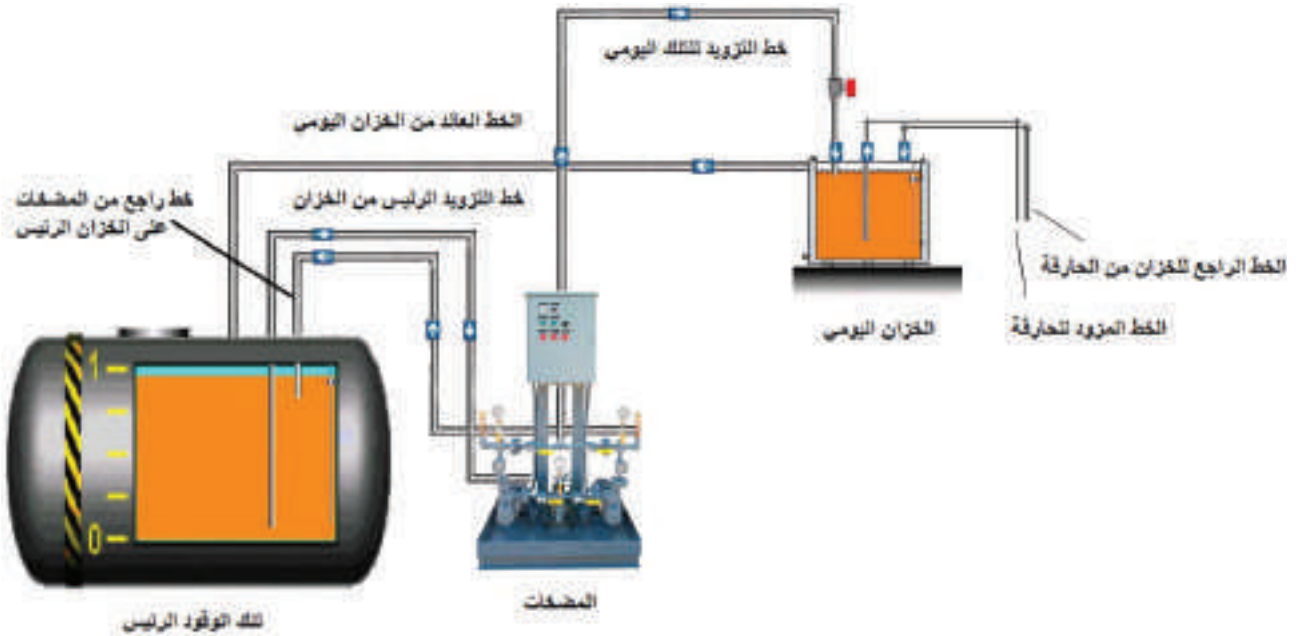 خط التزويد للتنك اليومي
الخط العائد من الخزان اليومي
خط راجع من المضخات
على الخزان الرئيس
خط التزويد الرئيس من الخزان
الخط الراجع للخزان من الحارقة
الخط المزود للحارقة
الخزان اليومي
1
0
المضخات
تنك الوقود الرئيس